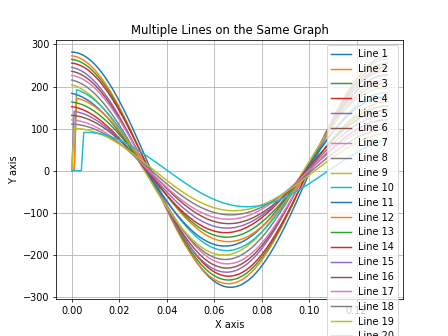 Multiple Lines on the Same Graph
300
200
100
0
−100
−200
−300
Y axis
0.00
0.02
0.04
0.06
0.08
0.10
X axis
Line 1
Line 2
Line 3
Line 4
Line 5
Line 6
Line 7
Line 8
Line 9
Line 10
Line 11
Line 12
Line 13
Line 14
Line 15
Line 16
Line 17
Line 18
Line 19
Line 20